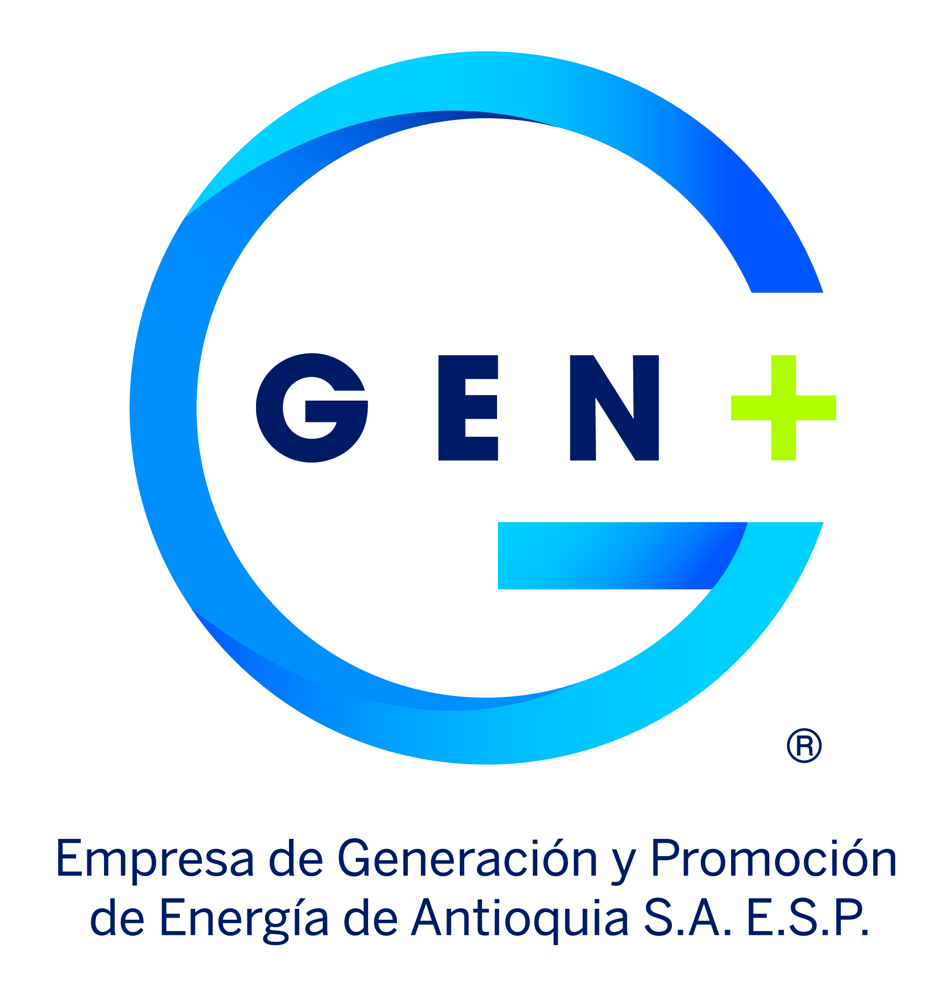 GEN+
®
Empresa de Generación y Promoción
de Energía de Antioquia S.A. E.S.P.